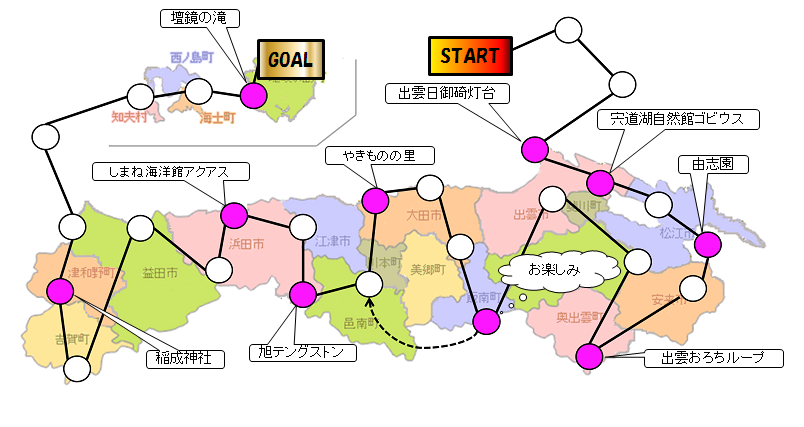 壇鏡の滝
GOAL
START
西ノ島町
知夫村
海士町
出雲日御碕灯台
宍道湖自然館ゴビウス
由志園
やきものの里
しまね海洋館アクアス
出雲市
松江市
大田市
江津市
浜田市
益田市
津和野町
川本町
美郷町
お楽しみ
邑南町
奥出雲町
安来市
吉賀町
稲成神社
旭テングストン
出雲おろちループ